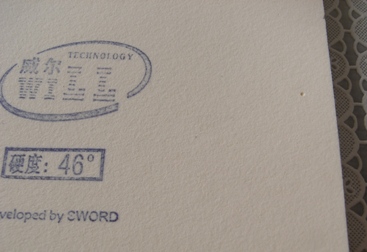 TECHNOLOGY
威尔
WILL
硬度：46°
veloped by SWORD